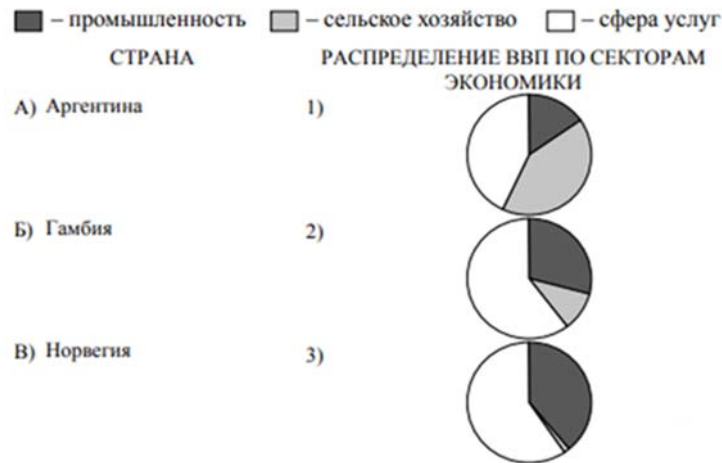 – промышленность – сельское хозяйство – сфера услуг
СТРАНА РАСПРЕДЕЛЕНИЕ ВВП ПО СЕКТОРАМ
ЭКОНОМИКИ
А) Аргентина 1)
Б) Гамбия 2)
В) Норвегия 3)